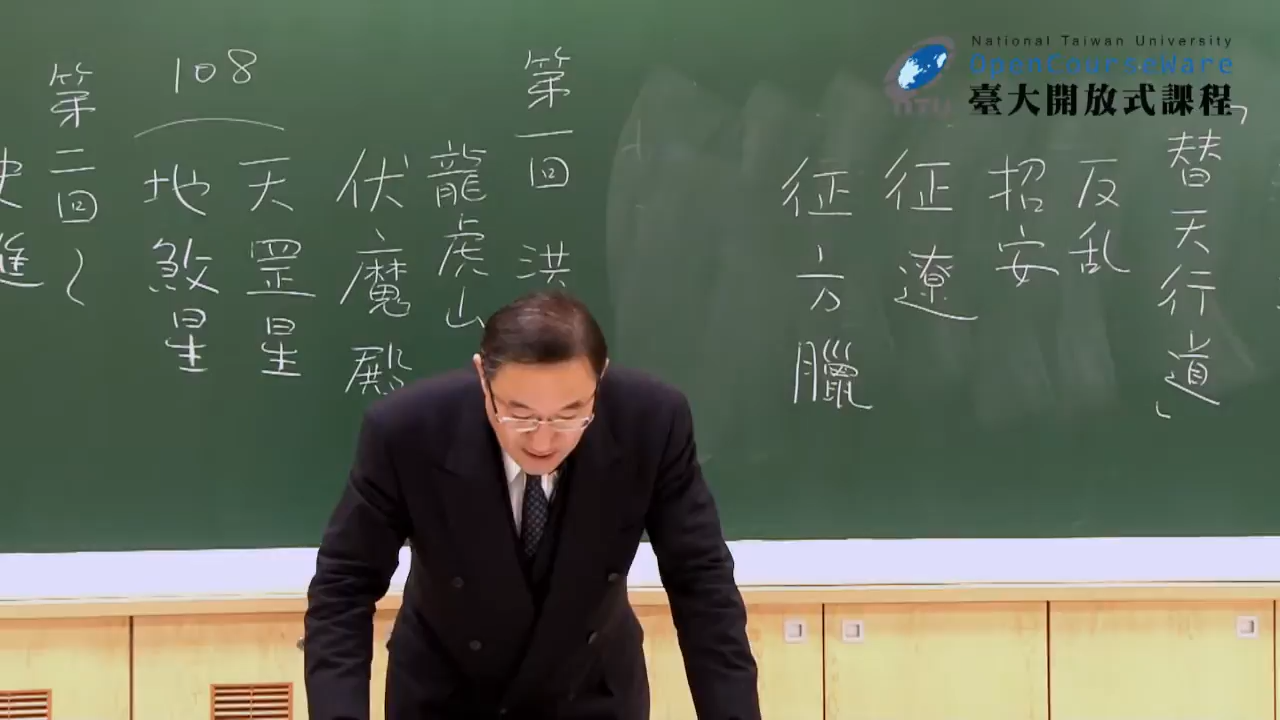 National Taiwan University
OpenCourseWare
臺大開放式課程
NTU
「替天行道」
反乱
招安
征遼
征方臘
第一回 洪
龍虎山
伏魔殿
108
天罡星
地煞星
第二回
進